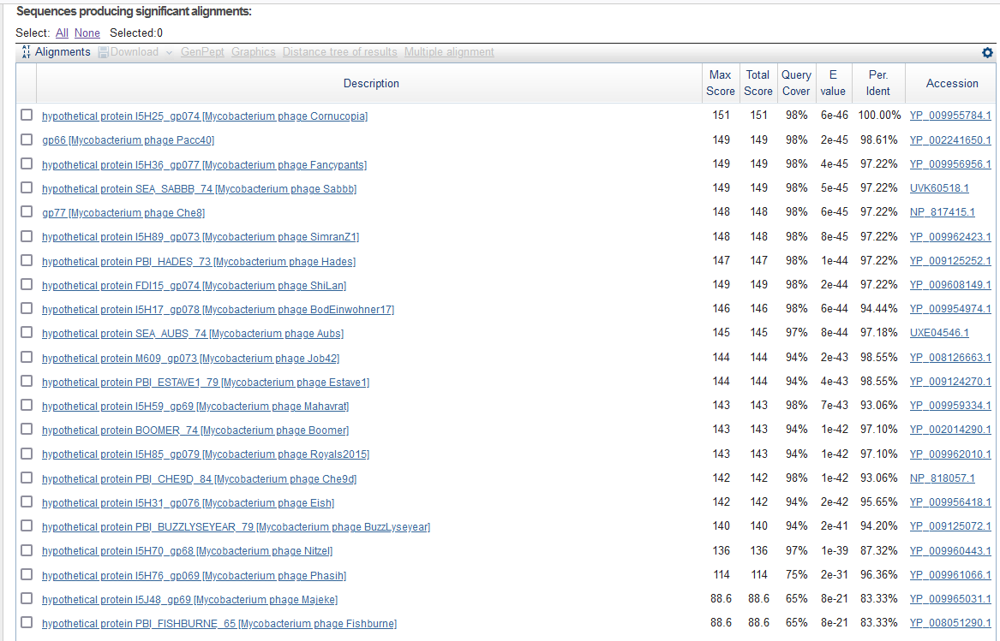 Sequences producing significant alignments:
Select: All None Selected:0
Alignments Download GenPept Graphics Distance tree of results Multiple alignment
Description Max Score Total Score Query Cover E value Per. Ident Accession
hypothetical protein I5H25_gp074 [Mycobacterium phage Cornucopia] 151 151 98% 6e-46 100.00% YP_009955784.1
gp66 [Mycobacterium phage Pacc40] 149 149 98% 2e-45 98.61% YP_002241650.1
hypothetical protein I5H36_gp077 [Mycobacterium phage Fancypants] 149 149 98% 4e-45 97.22% YP_009956956.1
hypothetical protein SEA_SABBB_74 [Mycobacterium phage Sabbb] 149 149 98% 5e-45 97.22% UVK60518.1
gp77 [Mycobacterium phage Che8] 148 148 98% 6e-45 97.22% NP_817415.1
hypothetical protein I5H89_gp073 [Mycobacterium phage SimranZ1] 148 148 98% 8e-45 97.22% YP_009962423.1
hypothetical protein PBI_HADES_73 [Mycobacterium phage Hades] 147 147 98% 1e-44 97.22% YP_009125252.1
hypothetical protein FDI15_gp074 [Mycobacterium phage ShiLan] 149 149 98% 2e-44 97.22% YP_009608149.1
hypothetical protein I5H17_gp078 [Mycobacterium phage BodEinwohner17] 146 146 98% 6e-44 94.44% YP_009954974.1
hypothetical protein SEA_AUBS_74 [Mycobacterium phage Aubs] 145 145 97% 8e-44 97.18% UXE04546.1
hypothetical protein M609_gp073 [Mycobacterium phage Job42] 144 144 94% 2e-43 98.55% YP_008126663.1
hypothetical protein PBI_ESTAVE1_79 [Mycobacterium phage Estave1] 144 144 94% 4e-43 98.55% YP_009124270.1
hypothetical protein I5H59_gp69 [Mycobacterium phage Mahavrat] 143 143 98% 7e-43 93.06% YP_009959334.1
hypothetical protein BOOMER_74 [Mycobacterium phage Boomer] 143 143 94% 1e-42 97.10% YP_002014290.1
hypothetical protein I5H85_gp079 [Mycobacterium phage Royals2015] 143 143 94% 1e-42 97.10% YP_009962010.1
hypothetical protein PBI_CHE9D_84 [Mycobacterium phage Che9d] 142 142 98% 1e-42 93.06% NP_818057.1
hypothetical protein I5H31_gp076 [Mycobacterium phage Eish] 142 142 94% 2e-42 95.65% YP_009956418.1
hypothetical protein PBI_BUZZLYSEYEAR_79 [Mycobacterium phage BuzzLyseyear] 140 140 94% 2e-41 94.20% YP_009125072.1
hypothetical protein I5H70_gp68 [Mycobacterium phage Nitzel] 136 136 97% 1e-39 87.32% YP_009960443.1
hypothetical protein I5H76_gp069 [Mycobacterium phage Phasih] 114 114 75% 2e-31 96.36% YP_009961066.1
hypothetical protein I5J48_gp69 [Mycobacterium phage Majeke] 88.6 88.6 65% 8e-21 83.33% YP_009965031.1
hypothetical protein PBI_FISHBURNE_65 [Mycobacterium phage Fishburne] 88.6 88.6 65% 8e-21 83.33% YP_008051290.1